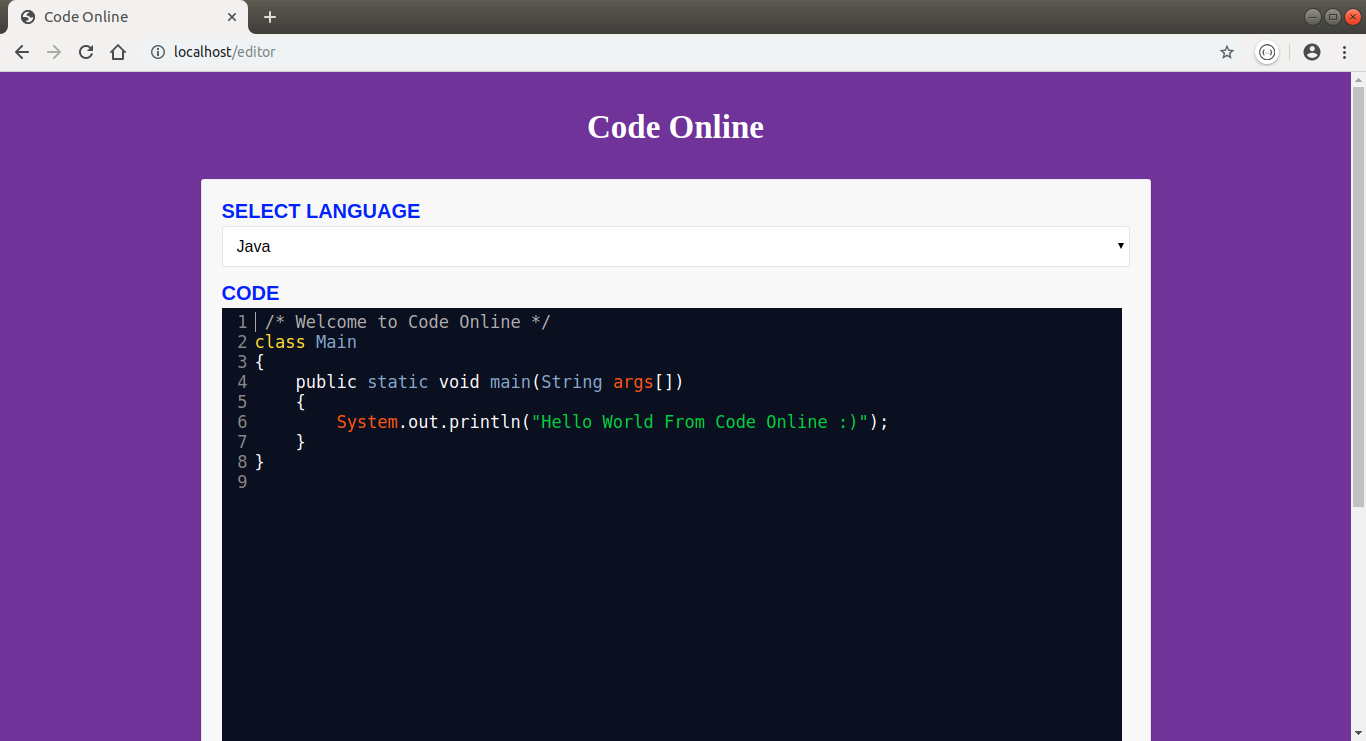 Code Online
localhost/editor
Code Online
SELECT LANGUAGE
Java
CODE
1 /* Welcome to Code Online */
2 class Main
3 {
4     public static void main(String args[])
5     {
6         System.out.println("Hello World From Code Online :)");
7     }
8 }
9